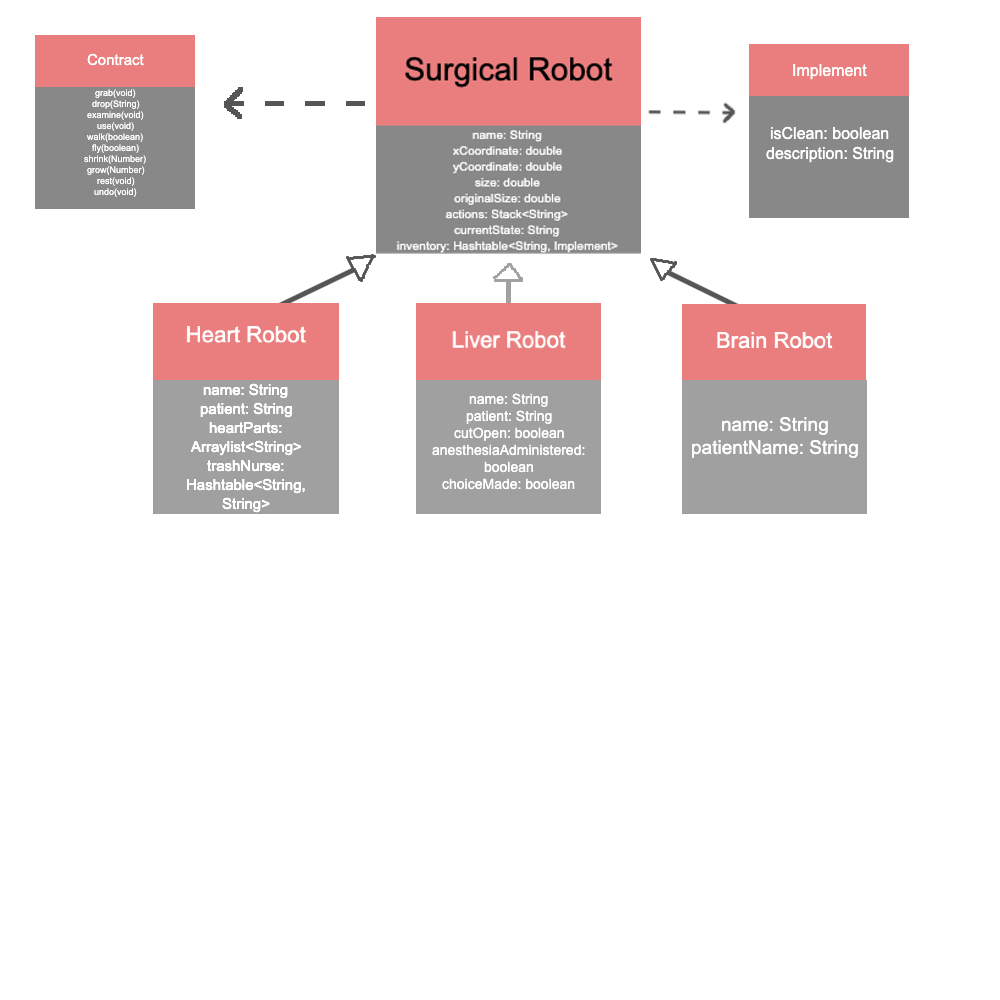 Contract
grab(void)
drop(String)
examine(void)
use(void)
walk(boolean)
fly(boolean)
shrink(Number)
grow(Number)
rest(void)
undo(void)
Surgical Robot
name: String
xCoordinate: double
yCoordinate: double
size: double
originalSize: double
actions: Stack<String>
currentState: String
inventory: Hashtable<String, Implement>
Implement
isClean: boolean
description: String
Heart Robot
name: String
patient: String
heartParts:
Arraylist<String>
trashNurse:
Hashtable<String,
String>
Liver Robot
name: String
patient: String
cutOpen: boolean
anesthesiaAdministered:
boolean
choiceMade: boolean
Brain Robot
name: String
patientName: String